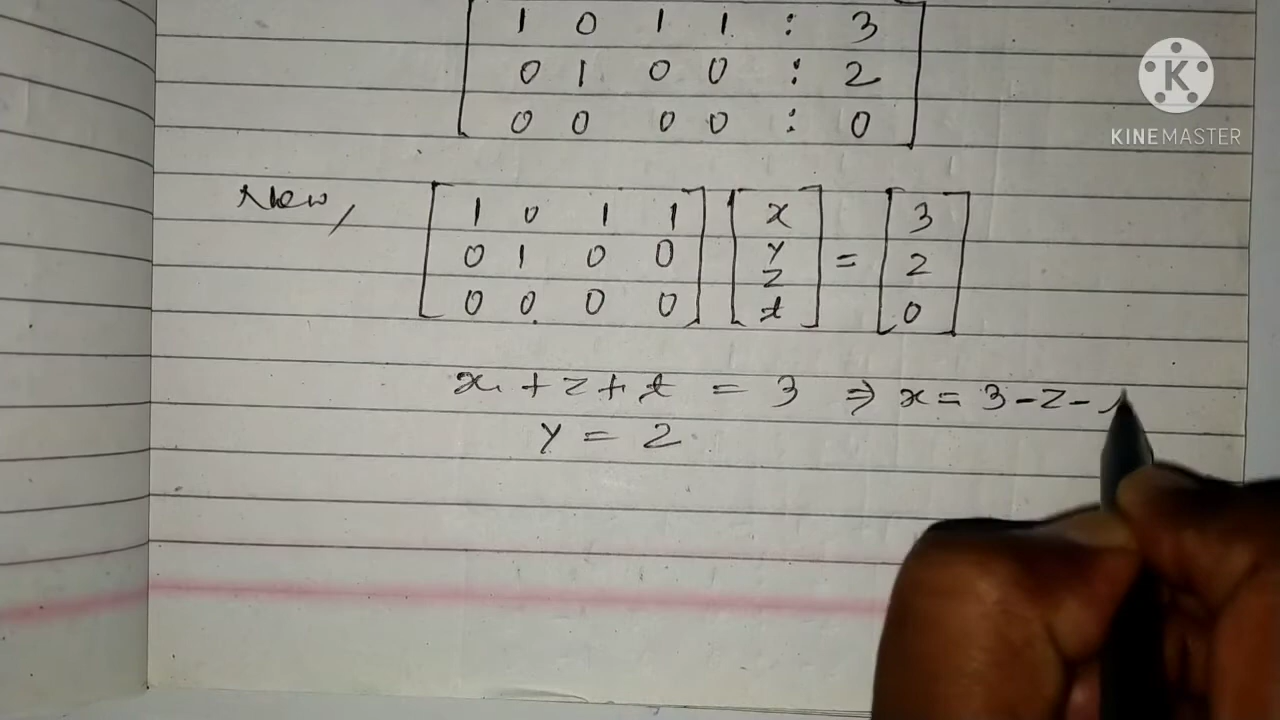 1 0 1 1 : 3
0 1 0 0 : 2
0 0 0 0 : 0
K
KINEMASTER
Now, [1 0 1 1] [x] [3]
[0 1 0 0] [y] = [2]
z
[0 0 0 0] [t] [0]
x + z + t = 3 ⇒ x = 3 - z -
y = 2